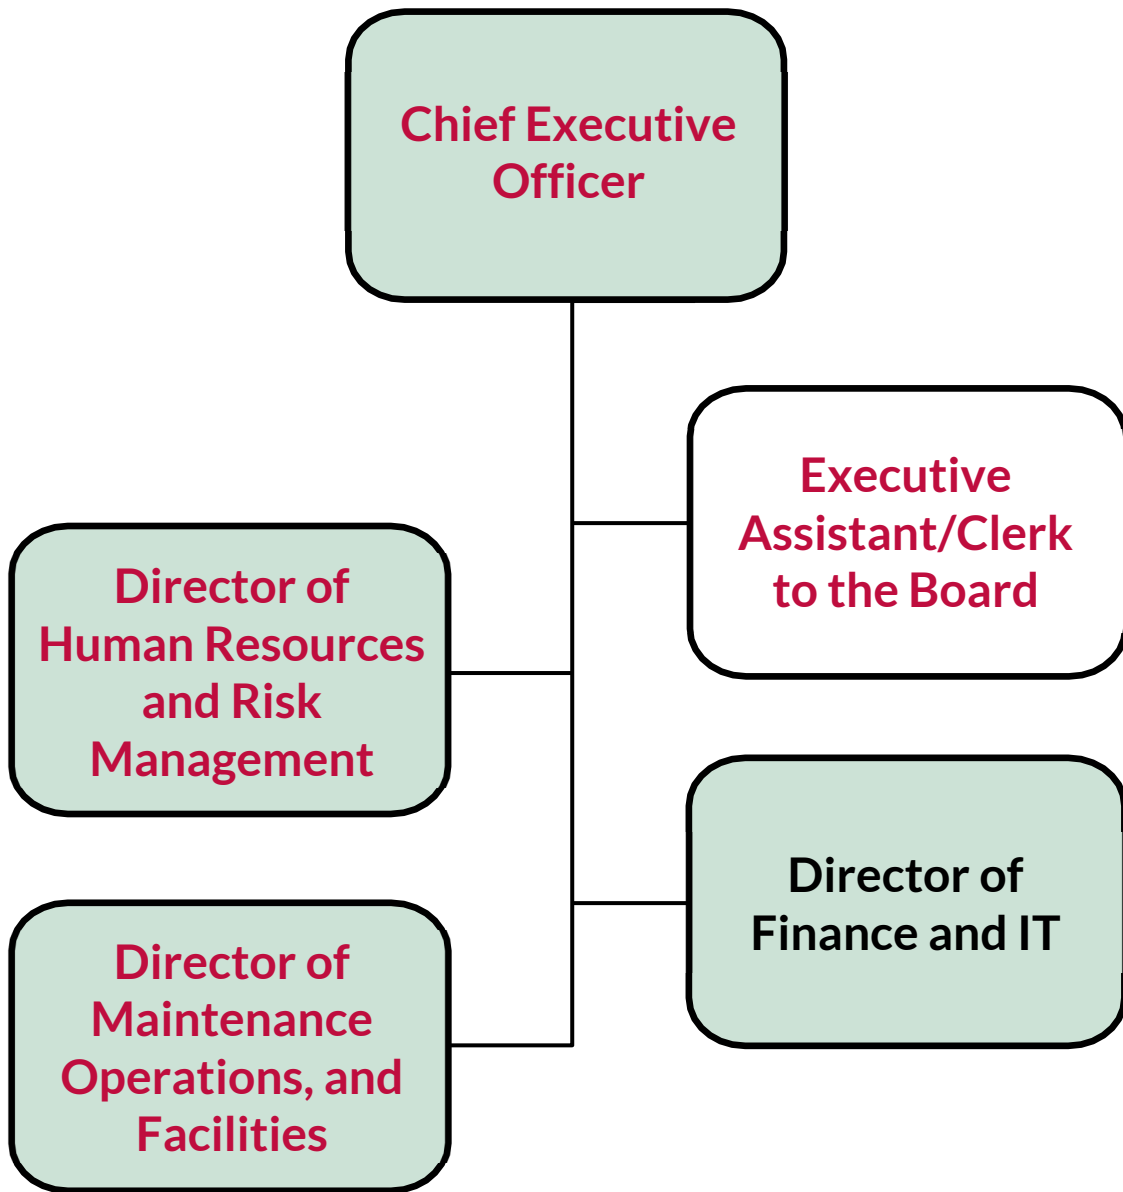 Chief Executive
Officer
Executive
Assistant/Clerk
to the Board
Director of
Human Resources
and Risk
Management
Director of
Finance and IT
Director of
Maintenance
Operations, and
Facilities